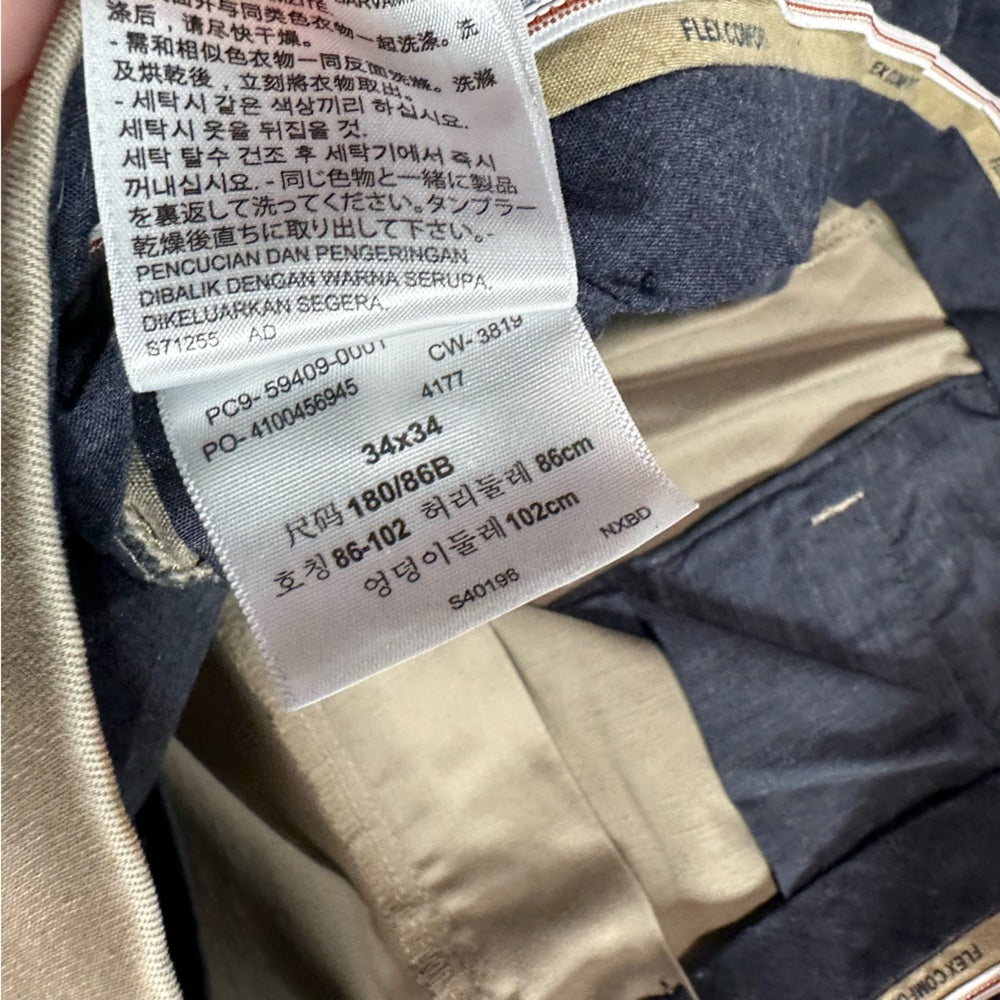 涤后，请尽快干燥。
- 需和相似色衣物一同反面洗滌。洗滌
及烘乾後，立刻將衣物取出。
- 세탁시 같은 색상끼리 하십시요.
세탁시 옷을 뒤집을 것.
세탁 탈수 건조 후 세탁기에서 즉시
꺼내십시요. - 同じ色物と一緒に製品
を裏返して洗ってください。タンブラー
乾燥後直ちに取り出して下さい。-
PENCUCIAN DAN PENGERINGAN
DIBALIK DENGAN WARNA SERUPA,
DIKELUARKAN SEGERA.
S71255 AD
PC9- 59409-0001 CW- 3819
PO- 4100456945 4177
34x34
尺码 180/86B
호칭 86-102 허리둘레 86cm
엉덩이둘레 102cm
S40196 NXBD
FLEX COMFOR
FLEX COMF